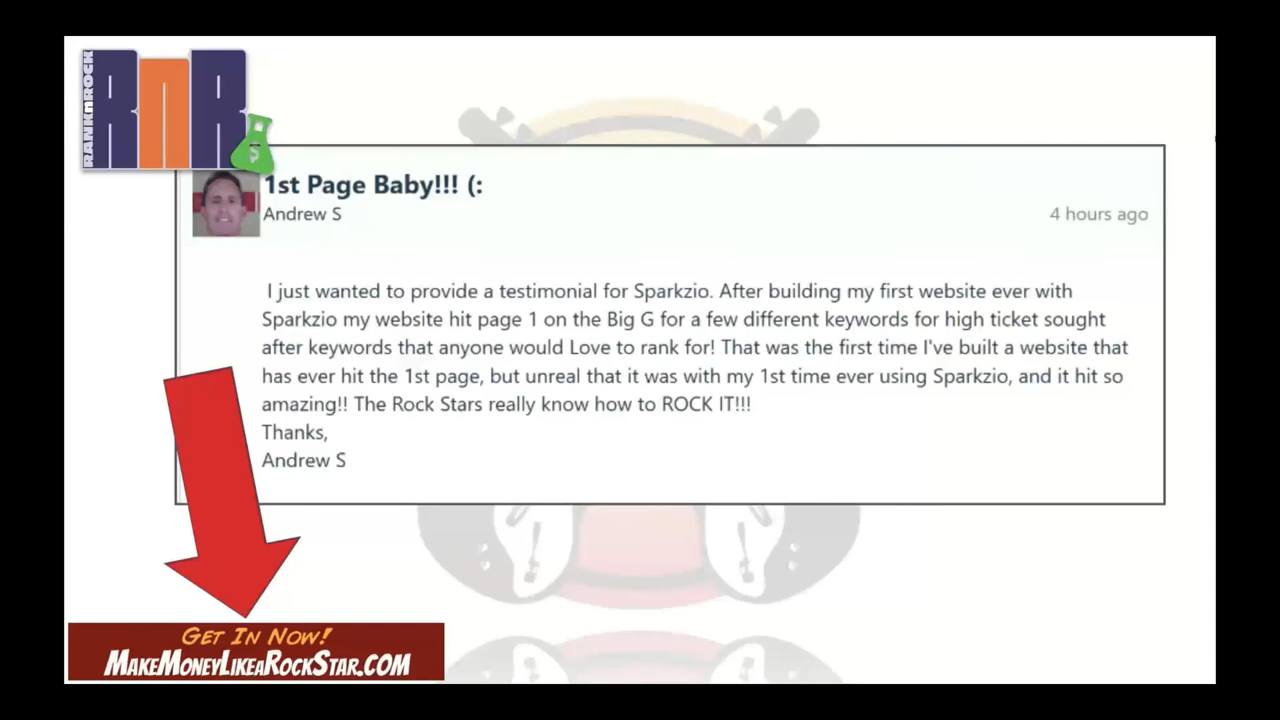 RANKnROCK
RnR
$
1st Page Baby!!! (:
Andrew S
4 hours ago
I just wanted to provide a testimonial for Sparkzio. After building my first website ever with
Sparkzio my website hit page 1 on the Big G for a few different keywords for high ticket sought
after keywords that anyone would Love to rank for! That was the first time I've built a website that
has ever hit the 1st page, but unreal that it was with my 1st time ever using Sparkzio, and it hit so
amazing!! The Rock Stars really know how to ROCK IT!!!
Thanks,
Andrew S
Get In Now!
MakeMoneyLikeaRockStar.com